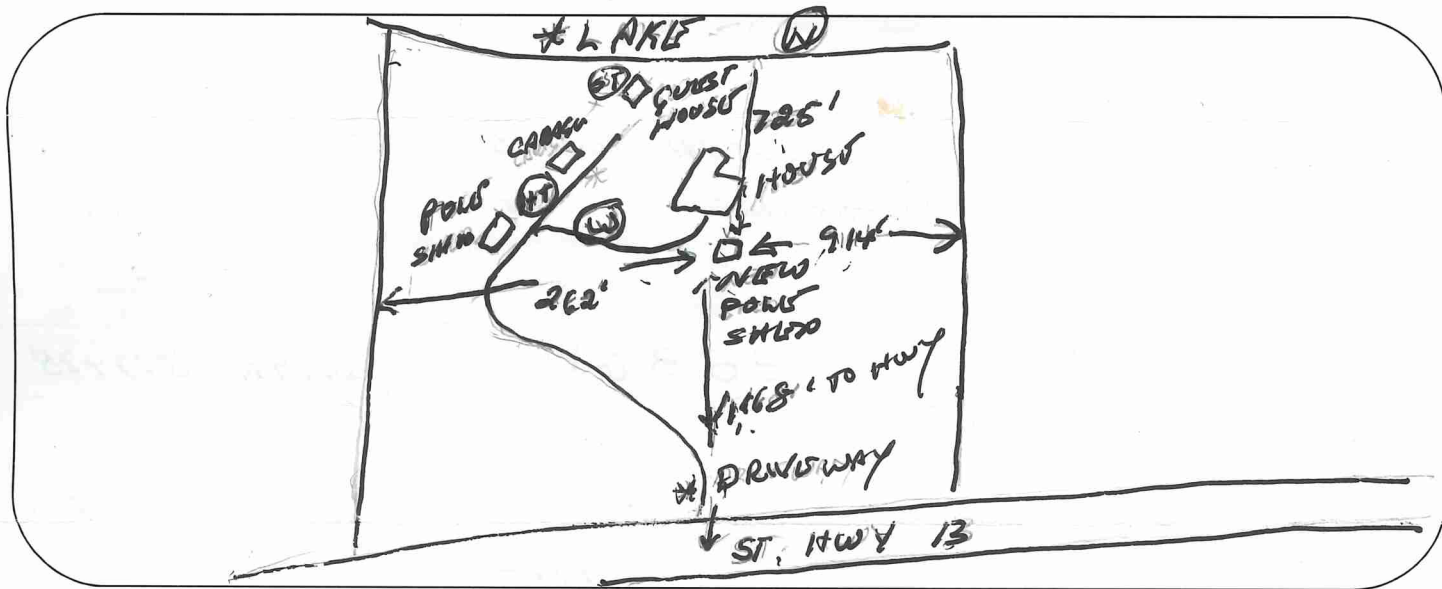 *LAKE N
ST GUEST
HOUSE
725'
GARAGE
HOUSE
HT
POLE
SHED
W
914'
262'
NEW
POLE
SHED
1168' TO HWY
* DRIVEWAY
ST. HWY 13